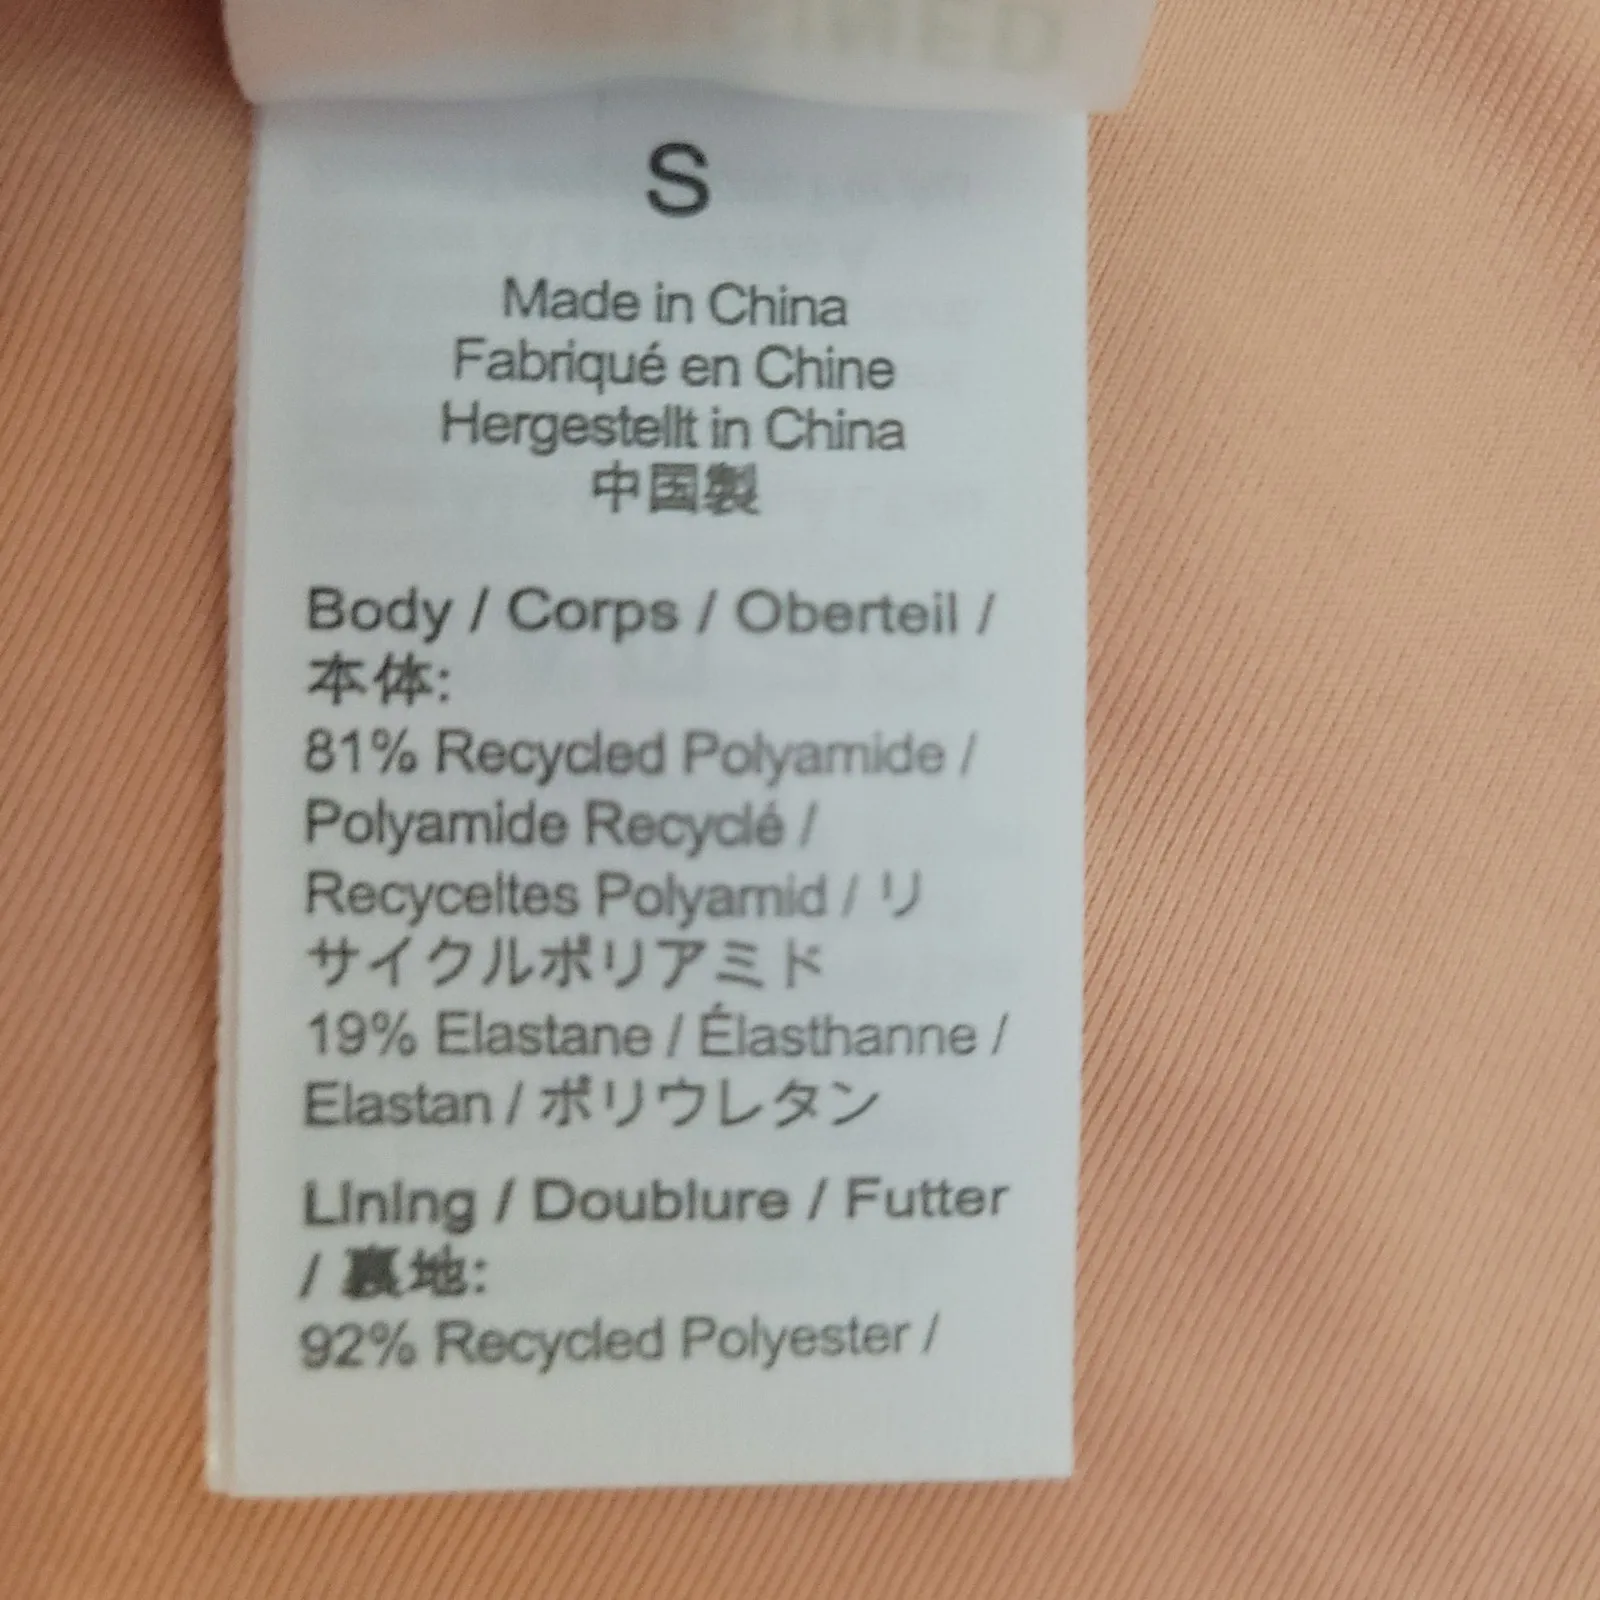 S
Made in China
Fabriqué en Chine
Hergestellt in China
中国製
Body / Corps / Oberteil /
本体:
81% Recycled Polyamide /
Polyamide Recyclé /
Recyceltes Polyamid / リ
サイクルポリアミド
19% Elastane / Élasthanne /
Elastan / ポリウレタン
Lining / Doublure / Futter
/ 裏地:
92% Recycled Polyester /